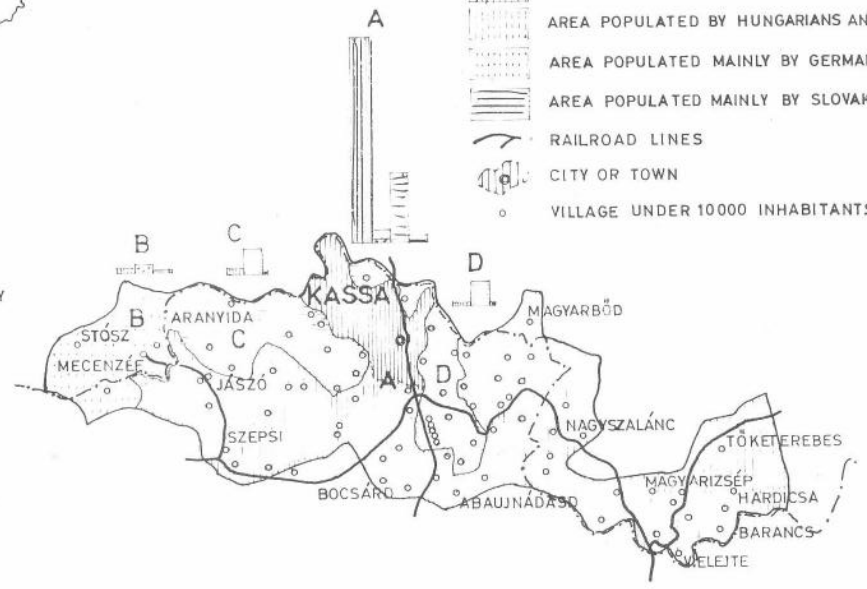 A
AREA POPULATED BY HUNGARIANS AN
AREA POPULATED MAINLY BY GERMA
AREA POPULATED MAINLY BY SLOVAK
RAILROAD LINES
CITY OR TOWN
VILLAGE UNDER 10000 INHABITANTS
B
C
D
KASSA
Y
B
ARANYIDA
MAGYARBŐD
STÓSZ
C
MECENZÉF
JÁSZÓ
A
D
SZEPSI
NAGYSZALÁNC
TŐKETEREBES
BOCSÁRD
ABAUJNÁDASD
MAGYARIZSÉP
HARDICSA
BARANCS
VELEJTE